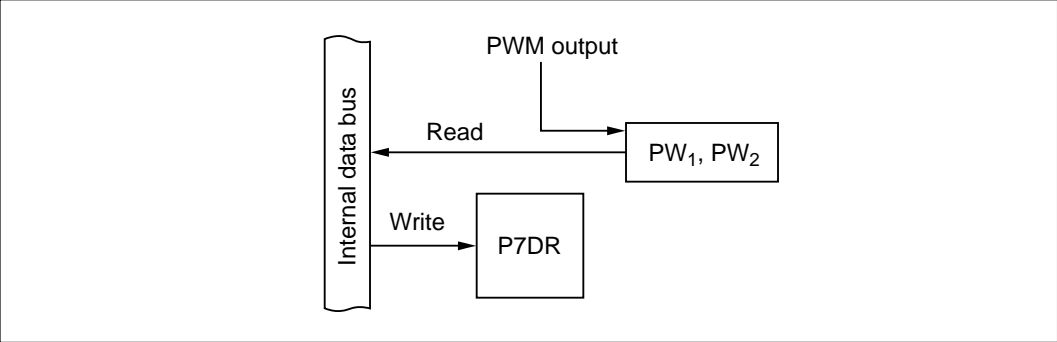 PWM output
Internal data bus
Read
PW₁, PW₂
Write
P7DR